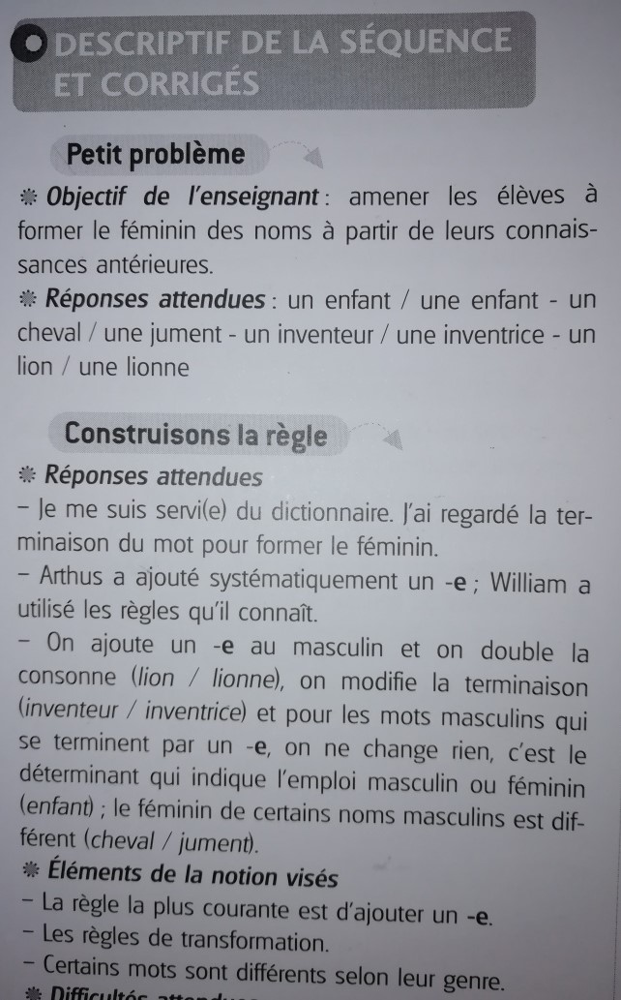 DESCRIPTIF DE LA SÉQUENCE
ET CORRIGÉS
Petit problème
❋ Objectif de l'enseignant : amener les élèves à
former le féminin des noms à partir de leurs connais-
sances antérieures.
❋ Réponses attendues : un enfant / une enfant - un
cheval / une jument - un inventeur / une inventrice - un
lion / une lionne
Construisons la règle
❋ Réponses attendues
– Je me suis servi(e) du dictionnaire. J'ai regardé la ter-
minaison du mot pour former le féminin.
– Arthus a ajouté systématiquement un -e ; William a
utilisé les règles qu'il connaît.
– On ajoute un -e au masculin et on double la
consonne (lion / lionne), on modifie la terminaison
(inventeur / inventrice) et pour les mots masculins qui
se terminent par un -e, on ne change rien, c'est le
déterminant qui indique l'emploi masculin ou féminin
(enfant) ; le féminin de certains noms masculins est dif-
férent (cheval / jument).
❋ Éléments de la notion visés
– La règle la plus courante est d'ajouter un -e.
– Les règles de transformation.
– Certains mots sont différents selon leur genre.
❋ Difficultés